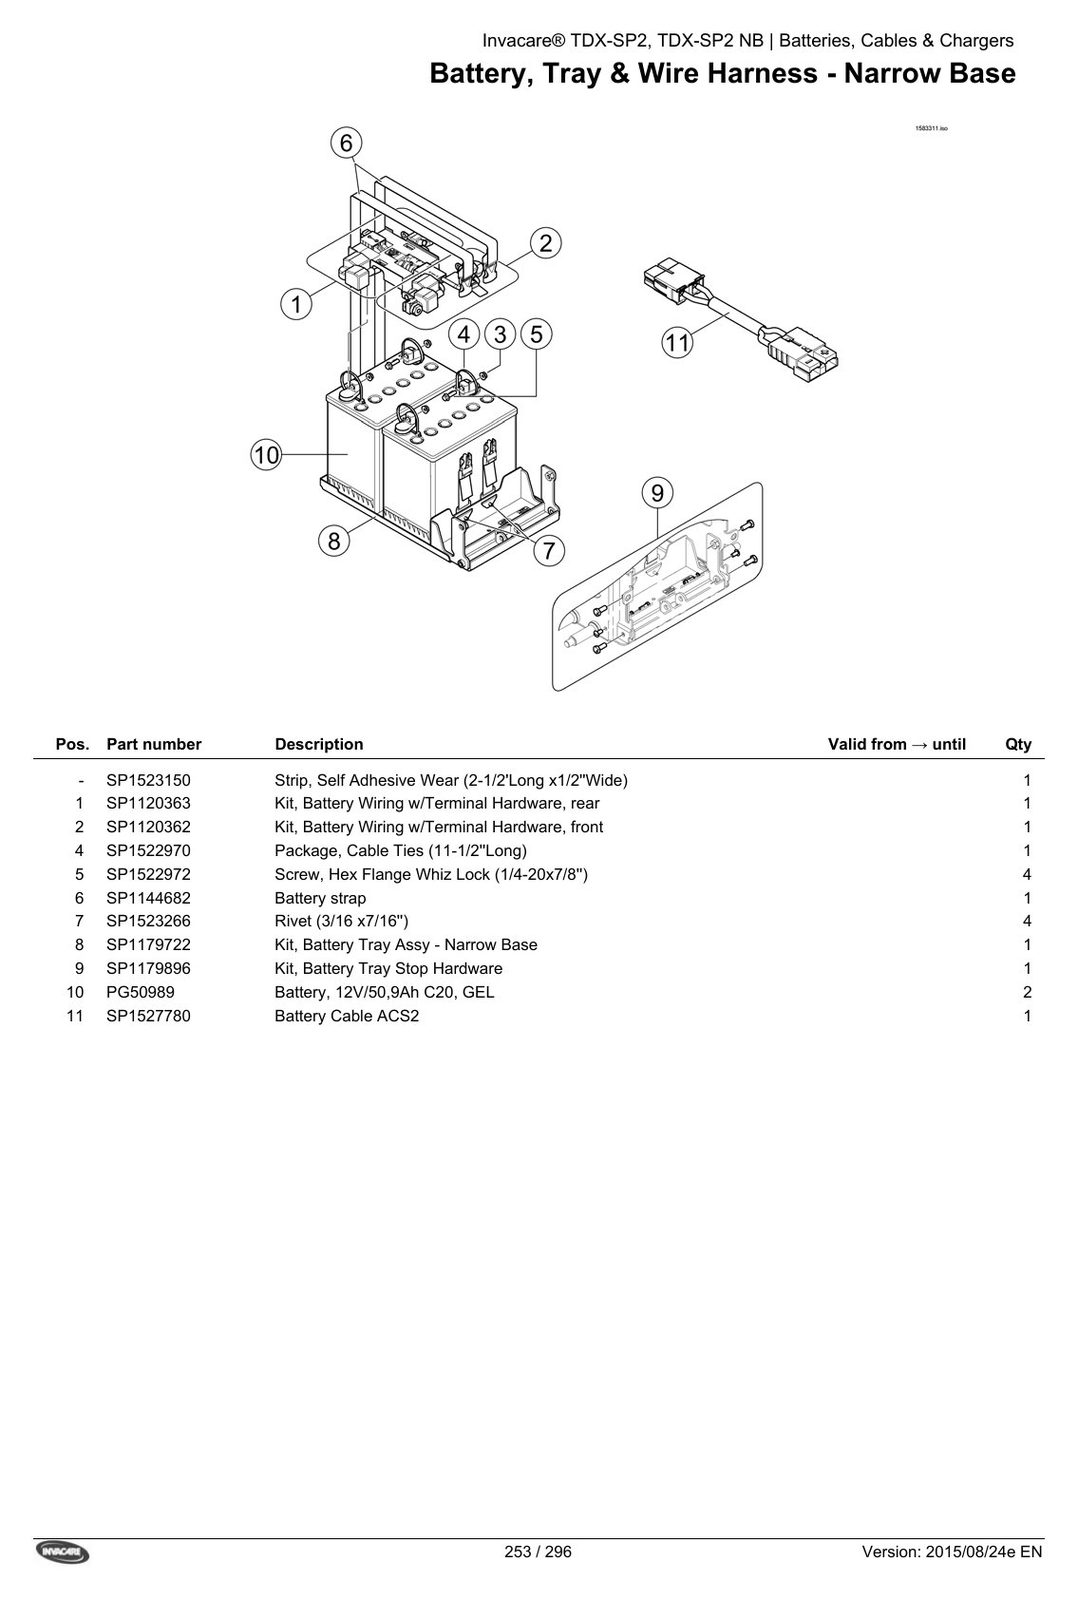 Invacare® TDX-SP2, TDX-SP2 NB | Batteries, Cables & Chargers
Battery, Tray & Wire Harness - Narrow Base
1583311.iso
6
2
1
4 3 5
11
10
9
8
7
Pos. Part number Description Valid from → until Qty
- SP1523150 Strip, Self Adhesive Wear (2-1/2'Long x1/2"Wide) 1
1 SP1120363 Kit, Battery Wiring w/Terminal Hardware, rear 1
2 SP1120362 Kit, Battery Wiring w/Terminal Hardware, front 1
4 SP1522970 Package, Cable Ties (11-1/2"Long) 1
5 SP1522972 Screw, Hex Flange Whiz Lock (1/4-20x7/8") 4
6 SP1144682 Battery strap 1
7 SP1523266 Rivet (3/16 x7/16") 4
8 SP1179722 Kit, Battery Tray Assy - Narrow Base 1
9 SP1179896 Kit, Battery Tray Stop Hardware 1
10 PG50989 Battery, 12V/50,9Ah C20, GEL 2
11 SP1527780 Battery Cable ACS2 1
INVACARE 253 / 296 Version: 2015/08/24e EN